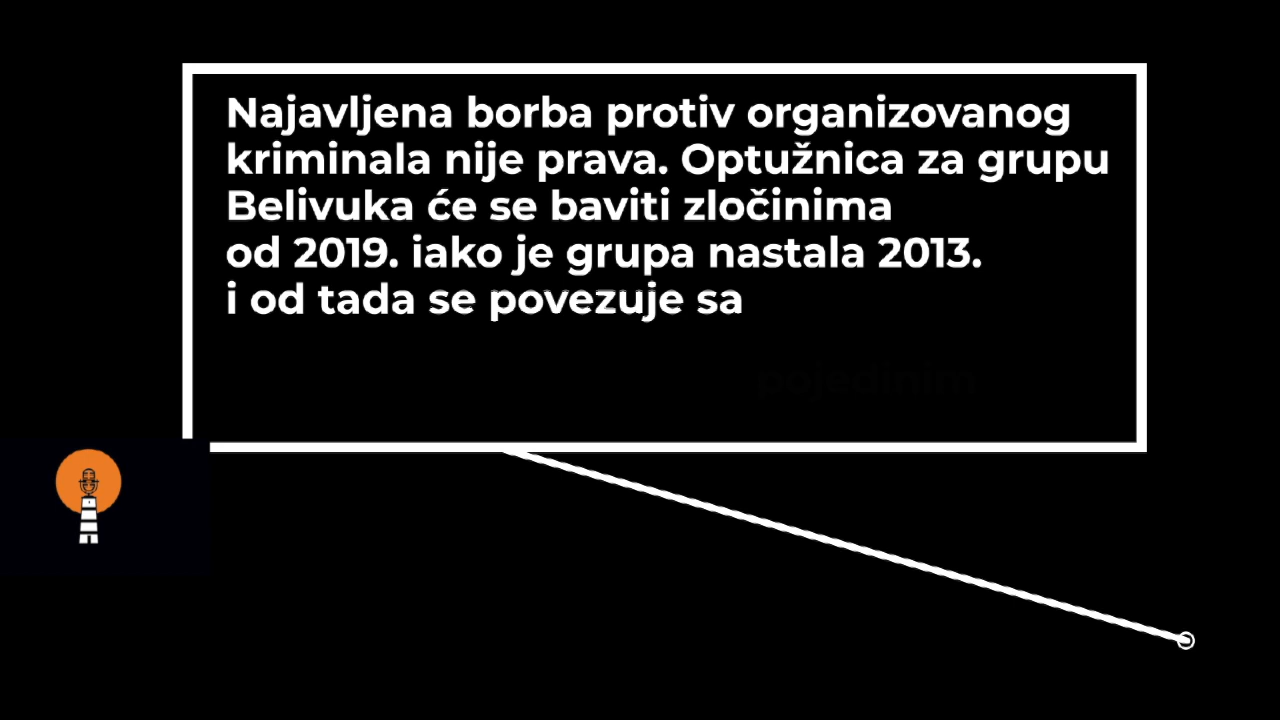 Najavljena borba protiv organizovanog
kriminala nije prava. Optužnica za grupu
Belivuka će se baviti zločinima
od 2019. iako je grupa nastala 2013.
i od tada se povezuje sa
pojedinim